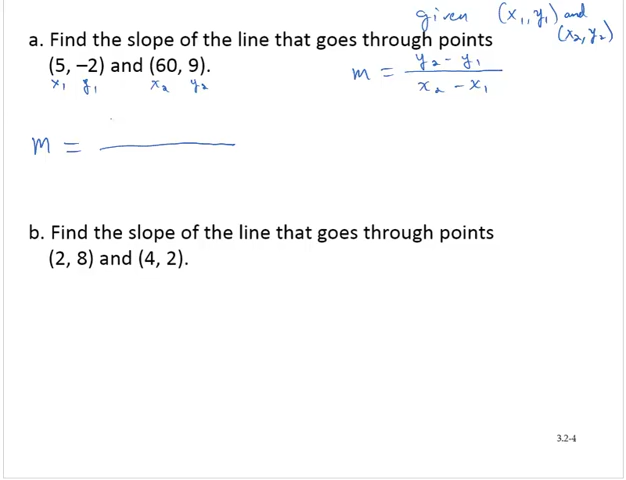 given (x₁, y₁) and
(x₂, y₂)
a. Find the slope of the line that goes through points
(5, −2) and (60, 9).
x₁ y₁ x₂ y₂
m = y₂ − y₁
x₂ − x₁
m =
b. Find the slope of the line that goes through points
(2, 8) and (4, 2).
3.2-4